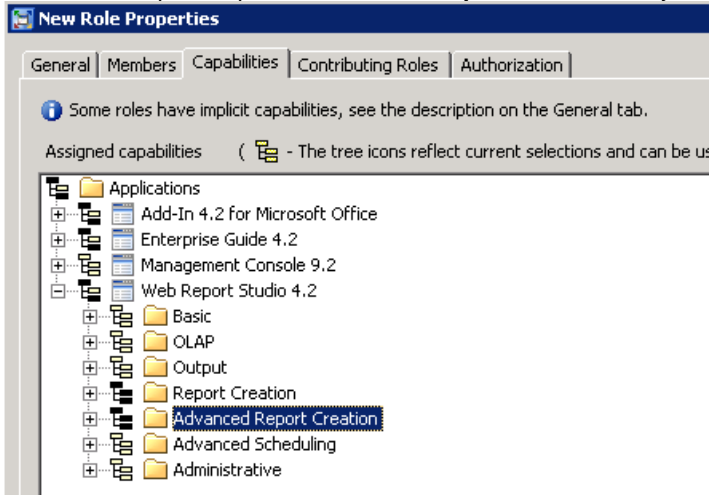 New Role Properties
General Members Capabilities Contributing Roles Authorization
Some roles have implicit capabilities, see the description on the General tab.
Assigned capabilities ( - The tree icons reflect current selections and can be us
Applications
Add-In 4.2 for Microsoft Office
Enterprise Guide 4.2
Management Console 9.2
Web Report Studio 4.2
Basic
OLAP
Output
Report Creation
Advanced Report Creation
Advanced Scheduling
Administrative